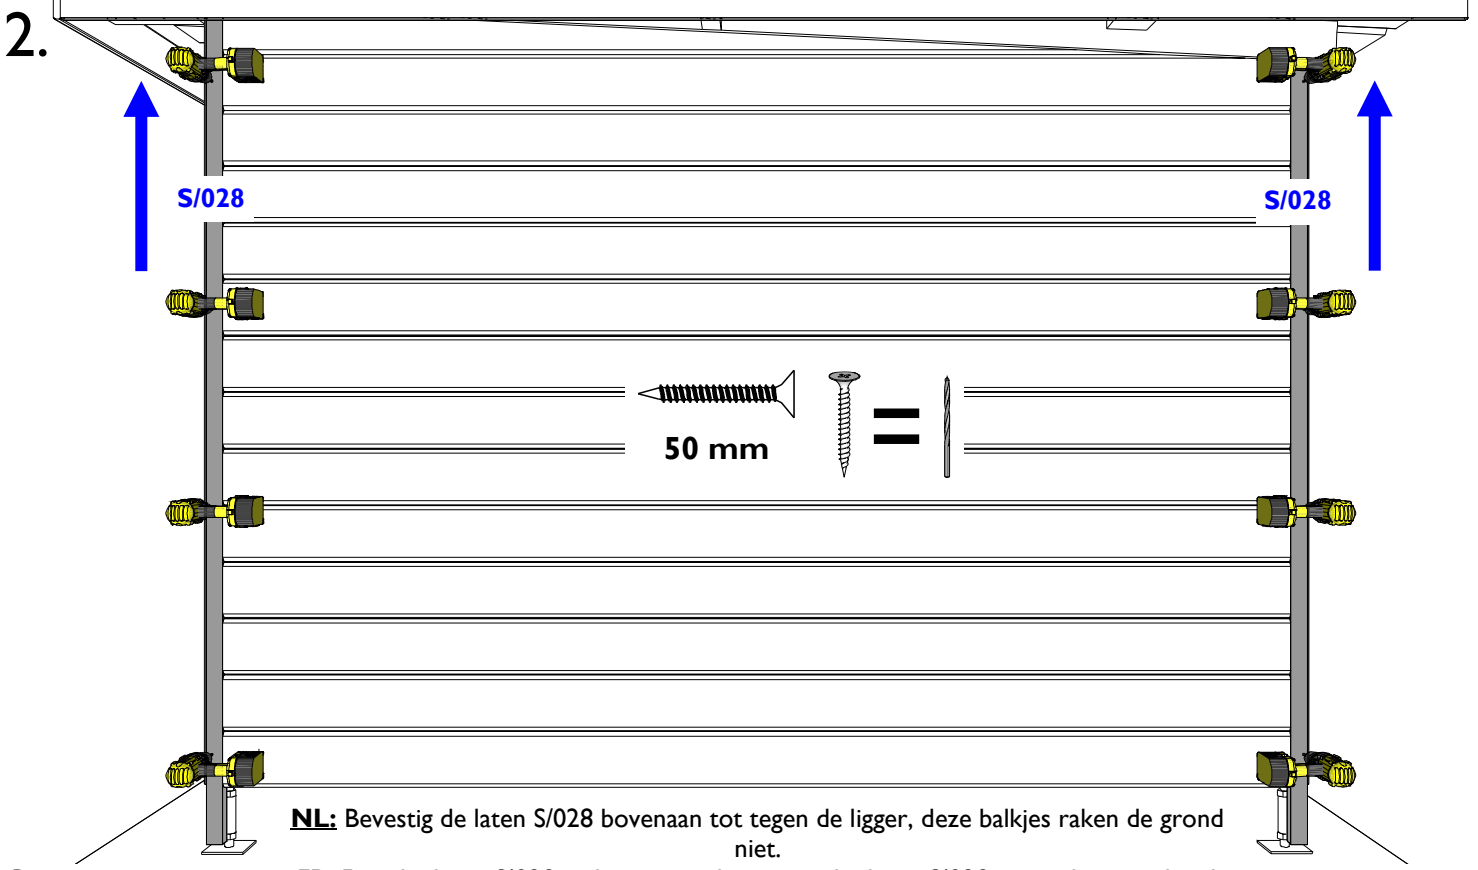 2.
S/028
S/028
50 mm
NL: Bevestig de laten S/028 bovenaan tot tegen de ligger, deze balkjes raken de grond
niet.